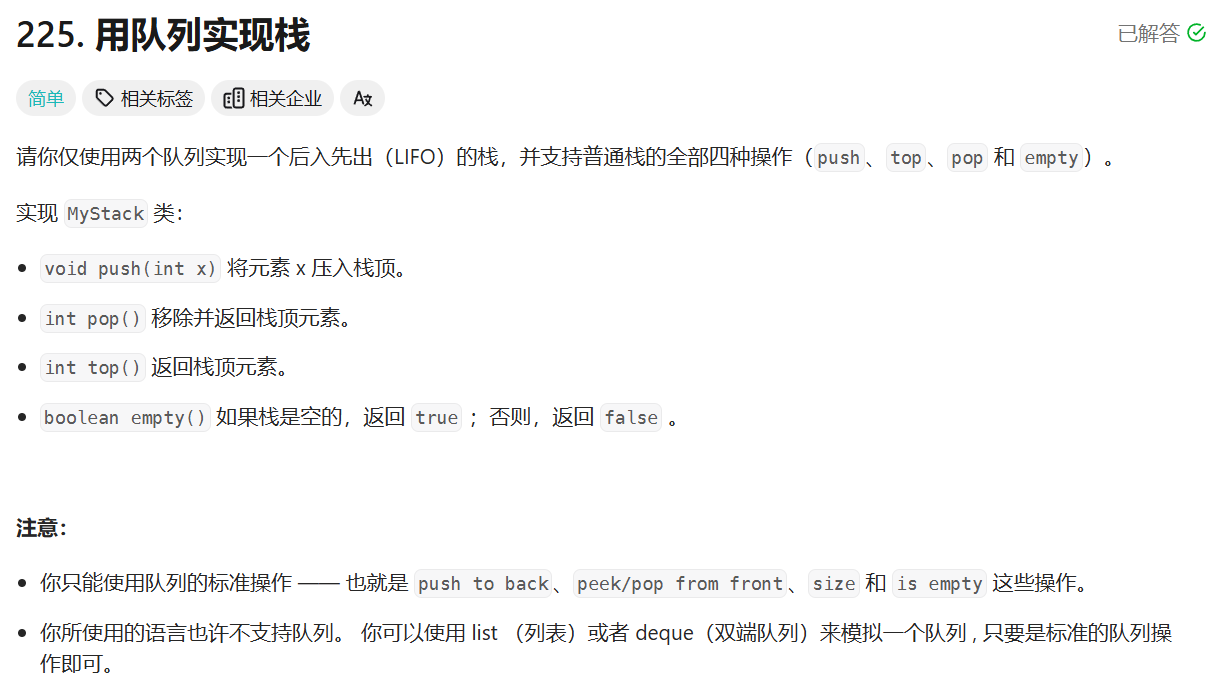 225. 用队列实现栈
已解答
简单 相关标签 相关企业 Aあ
请你仅使用两个队列实现一个后入先出（LIFO）的栈，并支持普通栈的全部四种操作（push、top、pop 和 empty）。
实现 MyStack 类：
void push(int x) 将元素 x 压入栈顶。
int pop() 移除并返回栈顶元素。
int top() 返回栈顶元素。
boolean empty() 如果栈是空的，返回 true ；否则，返回 false 。
注意：
你只能使用队列的标准操作 —— 也就是 push to back、peek/pop from front、size 和 is empty 这些操作。
你所使用的语言也许不支持队列。 你可以使用 list （列表）或者 deque（双端队列）来模拟一个队列 , 只要是标准的队列操
作即可。